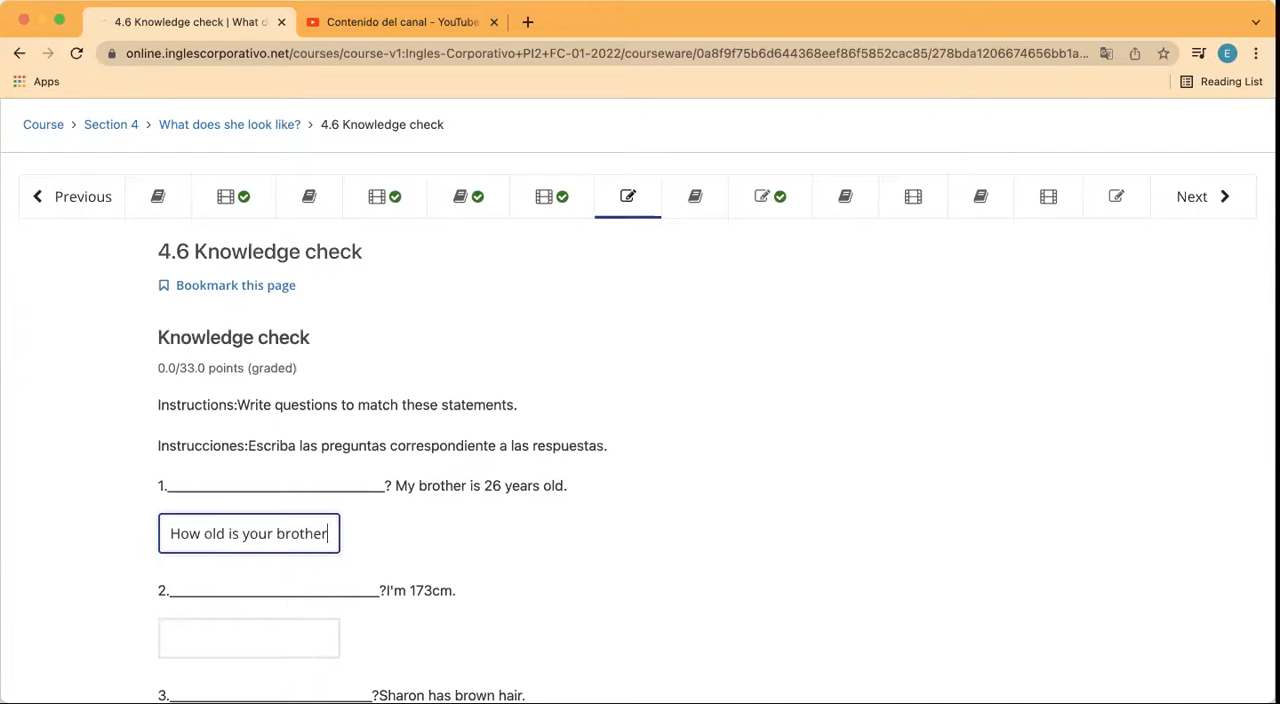 4.6 Knowledge check | What d
Contenido del canal - YouTube
online.inglescorporativo.net/courses/course-v1:Ingles-Corporativo+PI2+FC-01-2022/courseware/0a8f9f75b6d644368eef86f5852cac85/278bda1206674656bb1a...
E
Apps
Reading List
Course > Section 4 > What does she look like? > 4.6 Knowledge check
Previous
Next
4.6 Knowledge check
Bookmark this page
Knowledge check
0.0/33.0 points (graded)
Instructions:Write questions to match these statements.
Instrucciones:Escriba las preguntas correspondiente a las respuestas.
1.___________________________? My brother is 26 years old.
How old is your brother
2.__________________________?I'm 173cm.
3._________________________?Sharon has brown hair.